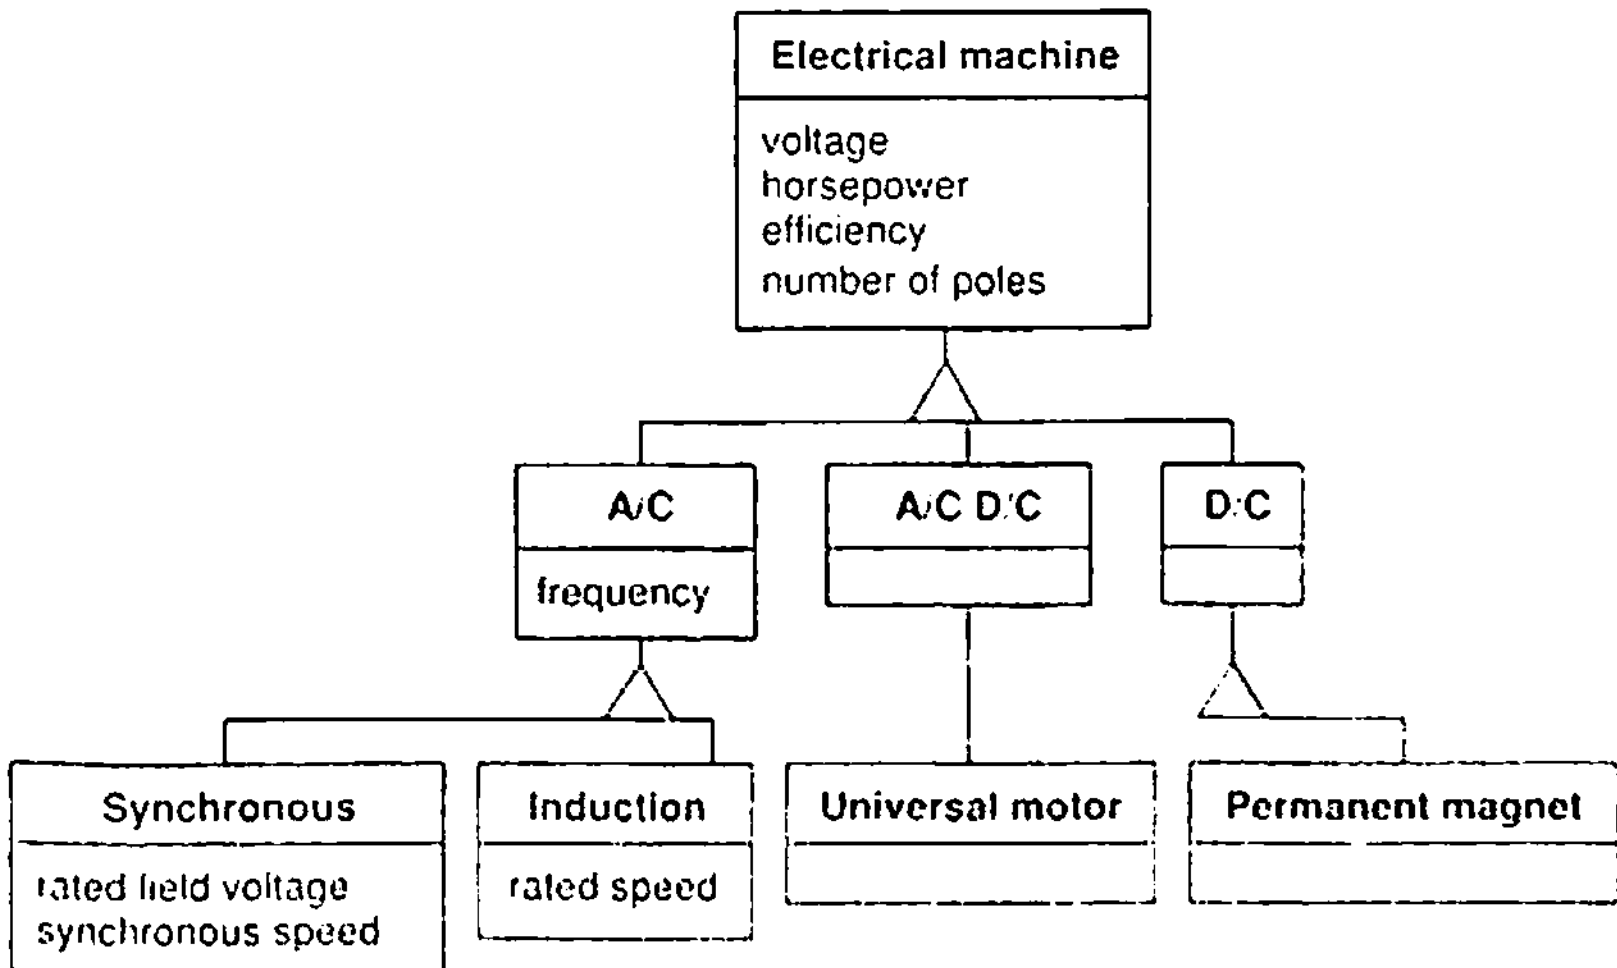 Electrical machine
voltage
horsepower
efficiency
number of poles
A/C
A/C D/C
D/C
frequency
Synchronous
Induction
Universal motor
Permanent magnet
rated field voltage
synchronous speed
rated speed